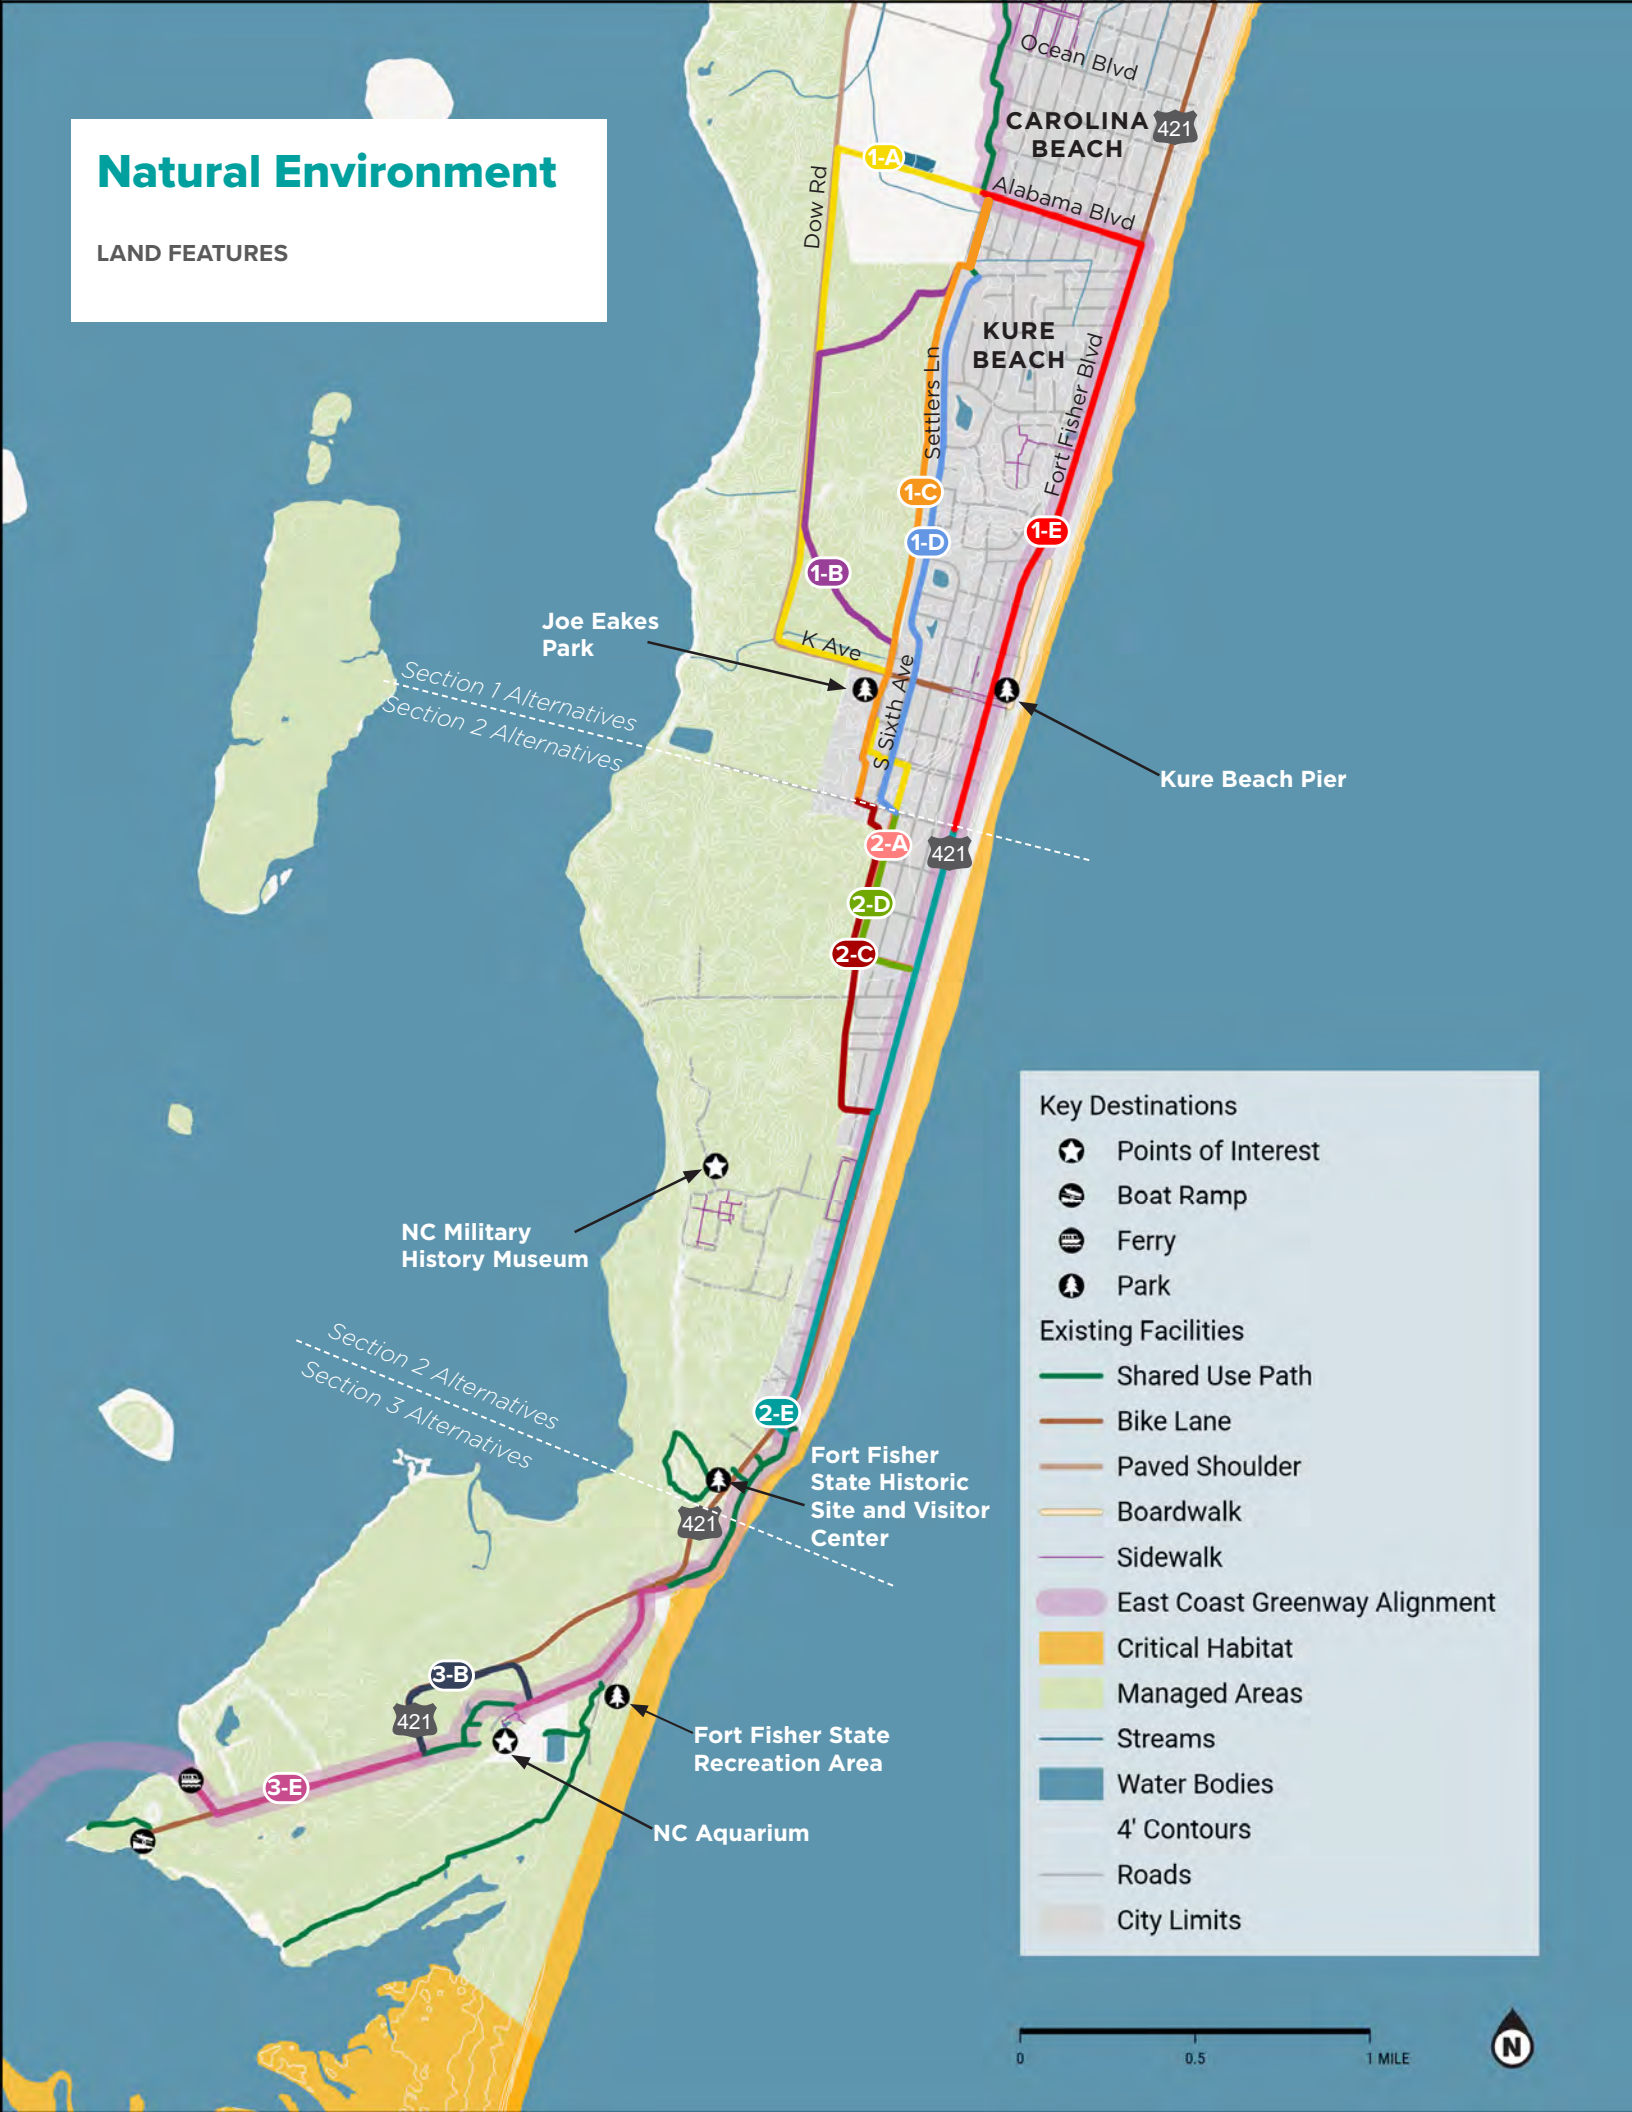 Natural Environment
LAND FEATURES
Ocean Blvd
CAROLINA
BEACH
421
1-A
Dow Rd
Alabama Blvd
KURE
BEACH
Settlers Ln
Fort Fisher Blvd
1-C
1-E
1-D
1-B
Joe Eakes
Park
K Ave
S Sixth Ave
Section 1 Alternatives
Section 2 Alternatives
Kure Beach Pier
2-A
421
2-D
2-C
NC Military
History Museum
Section 2 Alternatives
Section 3 Alternatives
2-E
Fort Fisher
State Historic
Site and Visitor
Center
421
3-B
421
Fort Fisher State
Recreation Area
3-E
NC Aquarium
Key Destinations
Points of Interest
Boat Ramp
Ferry
Park
Existing Facilities
Shared Use Path
Bike Lane
Paved Shoulder
Boardwalk
Sidewalk
East Coast Greenway Alignment
Critical Habitat
Managed Areas
Streams
Water Bodies
4' Contours
Roads
City Limits
0 0.5 1 MILE
N